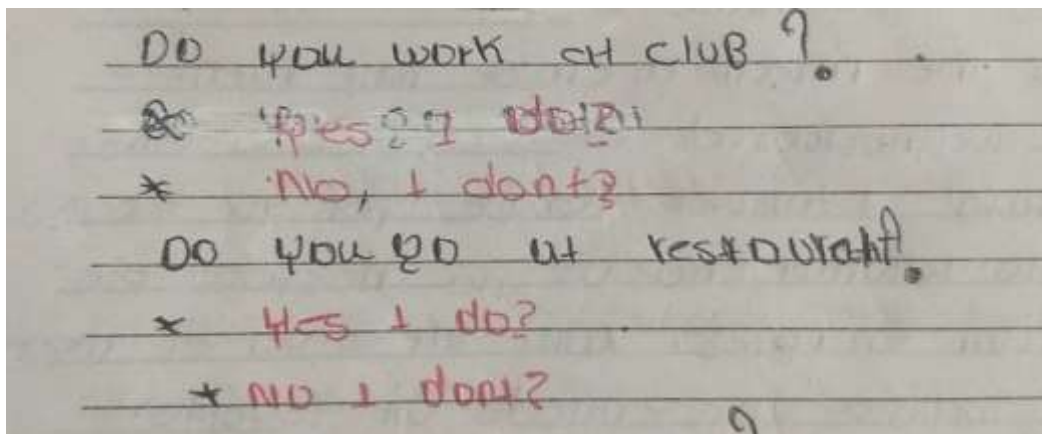 DO you work at cluB?
Yes I do?
* No, I dont?
DO you go at restaurant?
* Yes I do?
* NO I dont?